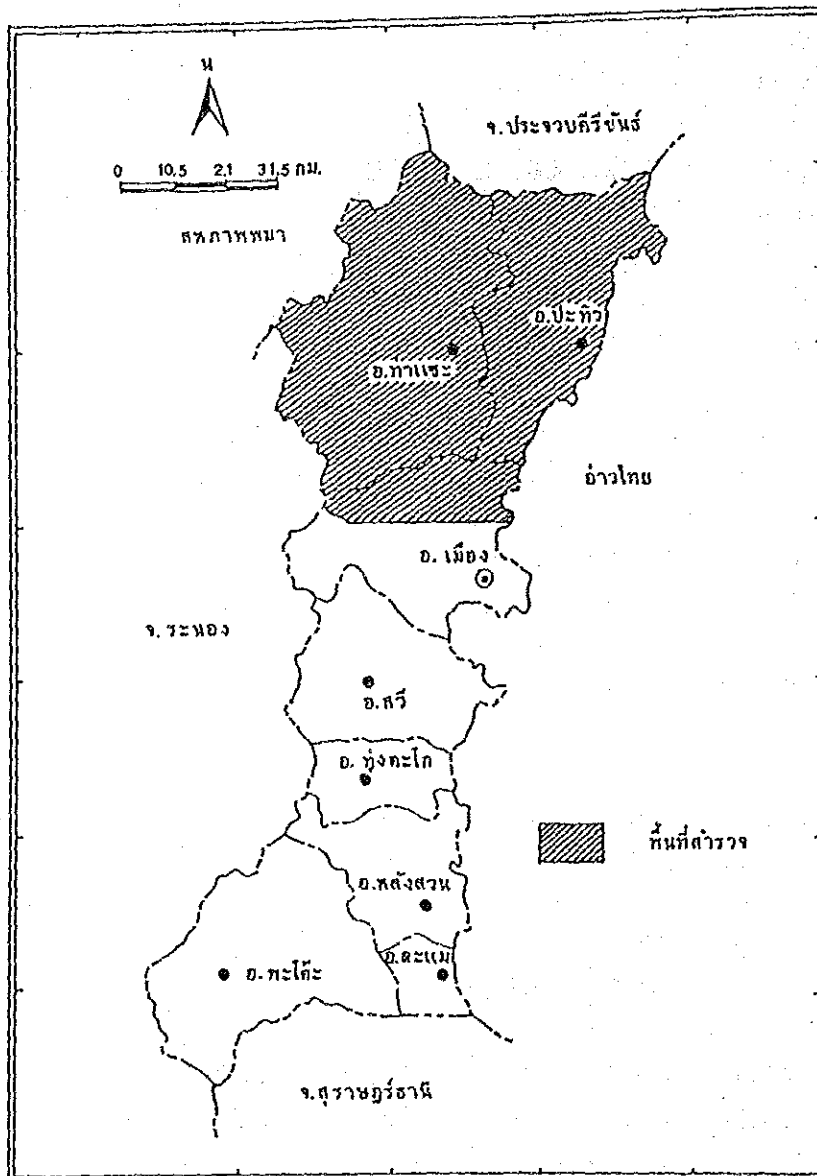 น
จ.ประจวบคีรีขันธ์
0 10.5 21 31.5 กม.
สหภาพพมา
อ.ปะทิว
อ.ท่าแซะ
อ่าวไทย
อ. เมือง
จ. ระนอง
อ.สวี
อ. ทุ่งตะโก
พื้นที่สำรวจ
อ.หลังสวน
อ.ละแม
อ.พะโต๊ะ
จ.สุราษฎร์ธานี